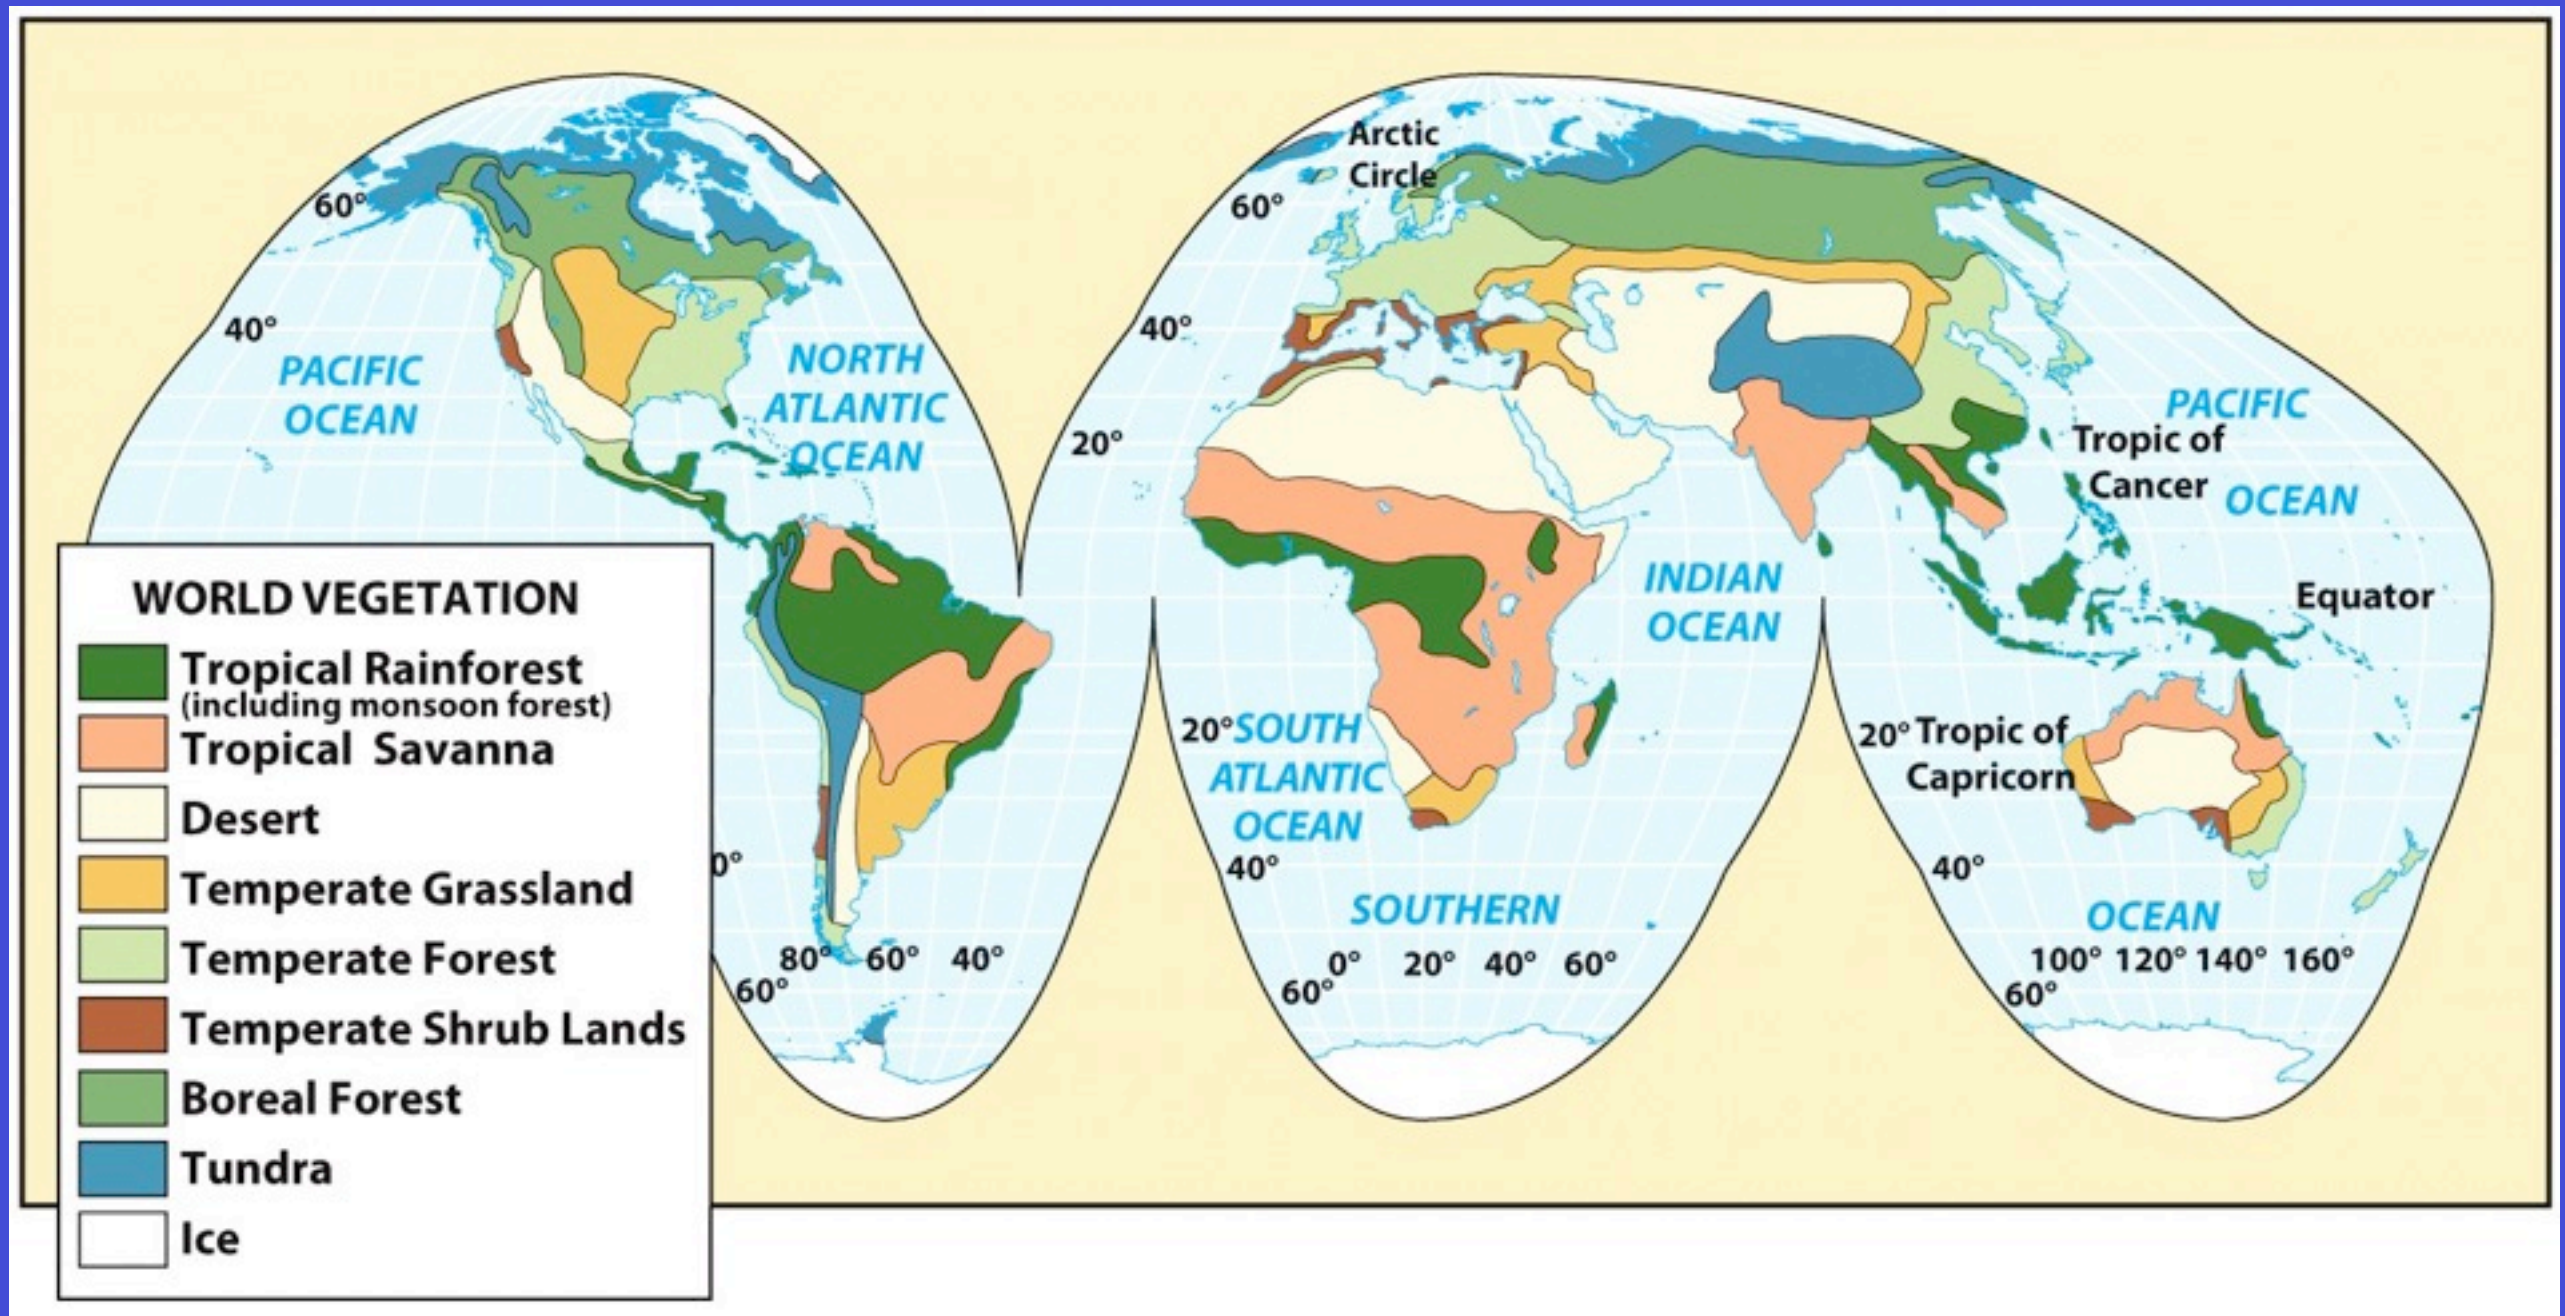 Arctic
Circle
60°
60°
40°
40°
PACIFIC
OCEAN
NORTH
ATLANTIC
OCEAN
20°
PACIFIC
Tropic of
Cancer
OCEAN
INDIAN
OCEAN
Equator
20°
SOUTH
ATLANTIC
OCEAN
20°
Tropic of
Capricorn
0°
40°
40°
SOUTHERN
OCEAN
80° 60° 40°
0° 20° 40° 60°
100° 120° 140° 160°
60°
60°
60°
WORLD VEGETATION
Tropical Rainforest
(including monsoon forest)
Tropical Savanna
Desert
Temperate Grassland
Temperate Forest
Temperate Shrub Lands
Boreal Forest
Tundra
Ice